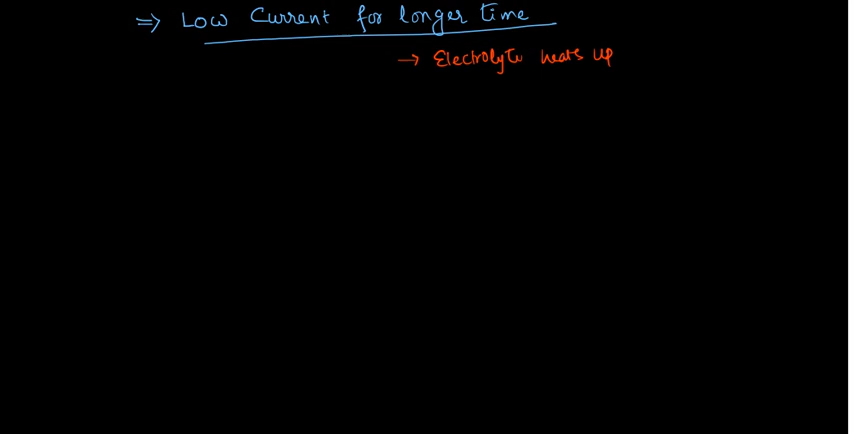 ⇒ Low Current for longer time
→ Electrolyte heats up